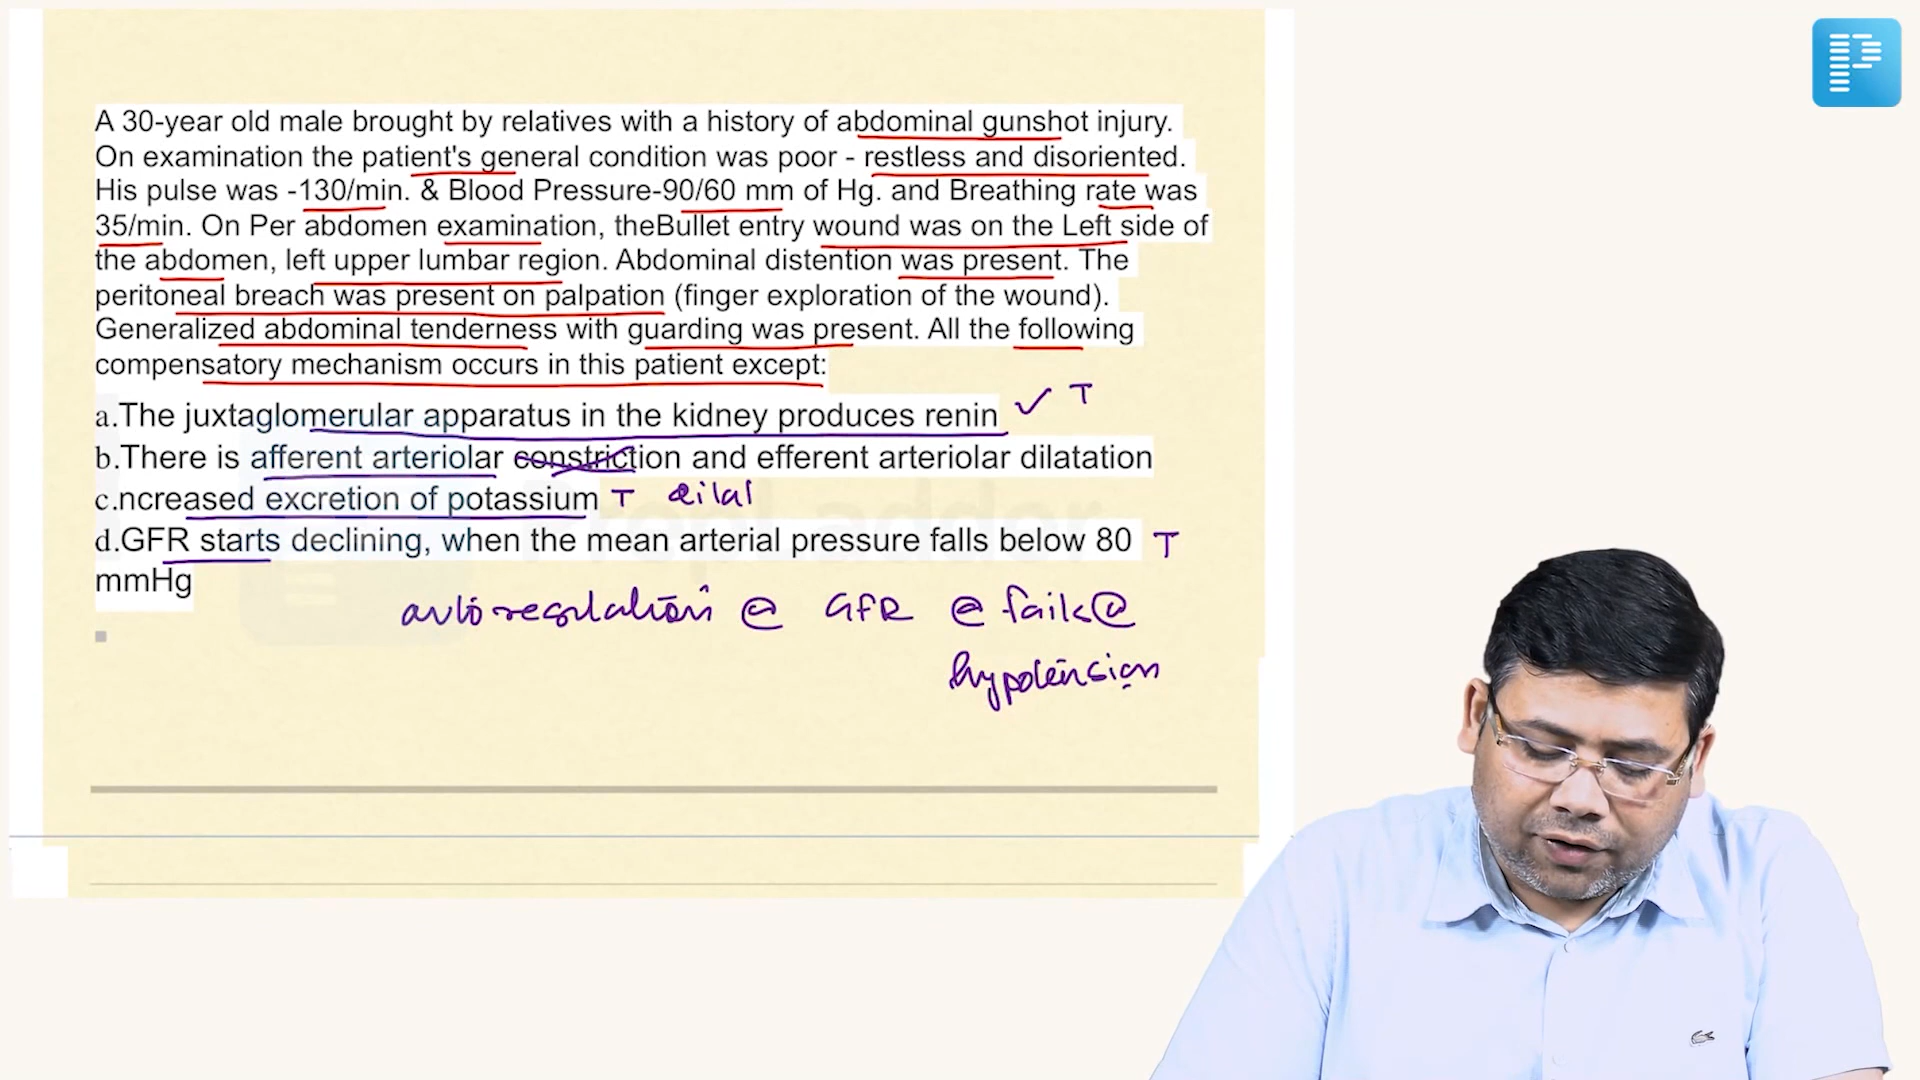 A 30-year old male brought by relatives with a history of abdominal gunshot injury.
On examination the patient's general condition was poor - restless and disoriented.
His pulse was -130/min. & Blood Pressure-90/60 mm of Hg. and Breathing rate was
35/min. On Per abdomen examination, theBullet entry wound was on the Left side of
the abdomen, left upper lumbar region. Abdominal distention was present. The
peritoneal breach was present on palpation (finger exploration of the wound).
Generalized abdominal tenderness with guarding was present. All the following
compensatory mechanism occurs in this patient except:
a.The juxtaglomerular apparatus in the kidney produces renin ✓ T
b.There is afferent arteriolar constriction and efferent arteriolar dilatation
c.ncreased excretion of potassium T dilal
d.GFR starts declining, when the mean arterial pressure falls below 80 T
mmHg
autoregulation @ GFR @ fails@
hypotension
PrepLadder